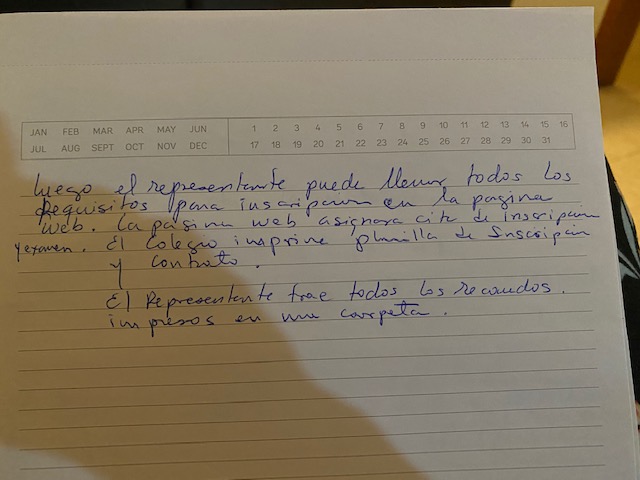 JAN FEB MAR APR MAY JUN 1 2 3 4 5 6 7 8 9 10 11 12 13 14 15 16
JUL AUG SEPT OCT NOV DEC 17 18 19 20 21 22 23 24 25 26 27 28 29 30 31
Luego el representante puede llenar todos los
Requisitos para inscripcion en la pagina
web. La pagina web asignara cita de inscripcion
y examen. El Colegio imprime planilla de Inscripcion
y contrato.
El Representante trae todos los recaudos.
impresos en una carpeta.